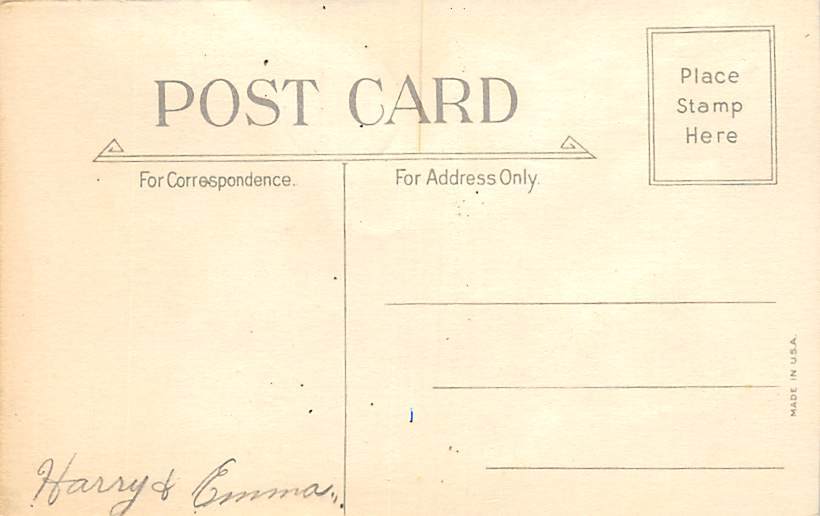 POST CARD
Place
Stamp
Here
For Correspondence.
For Address Only.
MADE IN U.S.A.
Harry & Emma.